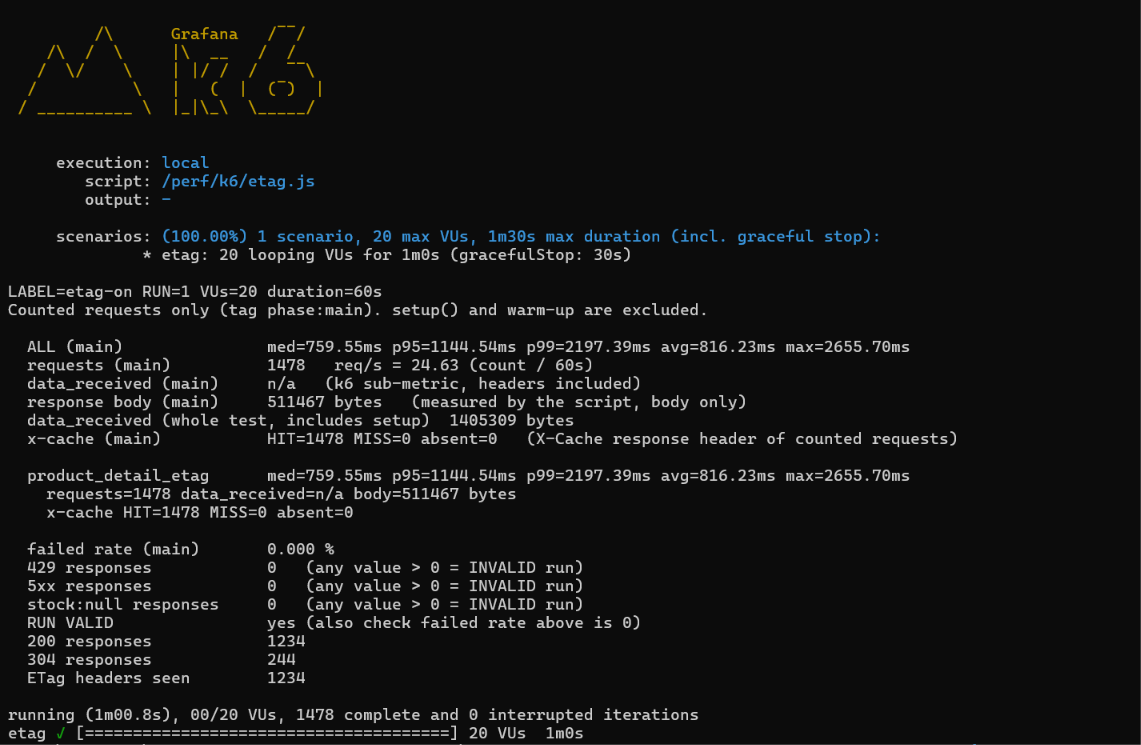 Grafana
execution: local
script: /perf/k6/etag.js
output: -
scenarios: (100.00%) 1 scenario, 20 max VUs, 1m30s max duration (incl. graceful stop):
* etag: 20 looping VUs for 1m0s (gracefulStop: 30s)
LABEL=etag-on RUN=1 VUs=20 duration=60s
Counted requests only (tag phase:main). setup() and warm-up are excluded.
ALL (main) med=759.55ms p95=1144.54ms p99=2197.39ms avg=816.23ms max=2655.70ms
requests (main) 1478 req/s = 24.63 (count / 60s)
data_received (main) n/a (k6 sub-metric, headers included)
response body (main) 511467 bytes (measured by the script, body only)
data_received (whole test, includes setup) 1405309 bytes
x-cache (main) HIT=1478 MISS=0 absent=0 (X-Cache response header of counted requests)
product_detail_etag med=759.55ms p95=1144.54ms p99=2197.39ms avg=816.23ms max=2655.70ms
requests=1478 data_received=n/a body=511467 bytes
x-cache HIT=1478 MISS=0 absent=0
failed rate (main) 0.000 %
429 responses 0 (any value > 0 = INVALID run)
5xx responses 0 (any value > 0 = INVALID run)
stock:null responses 0 (any value > 0 = INVALID run)
RUN VALID yes (also check failed rate above is 0)
200 responses 1234
304 responses 244
ETag headers seen 1234
running (1m00.8s), 00/20 VUs, 1478 complete and 0 interrupted iterations
etag ✓ [======================================] 20 VUs 1m0s